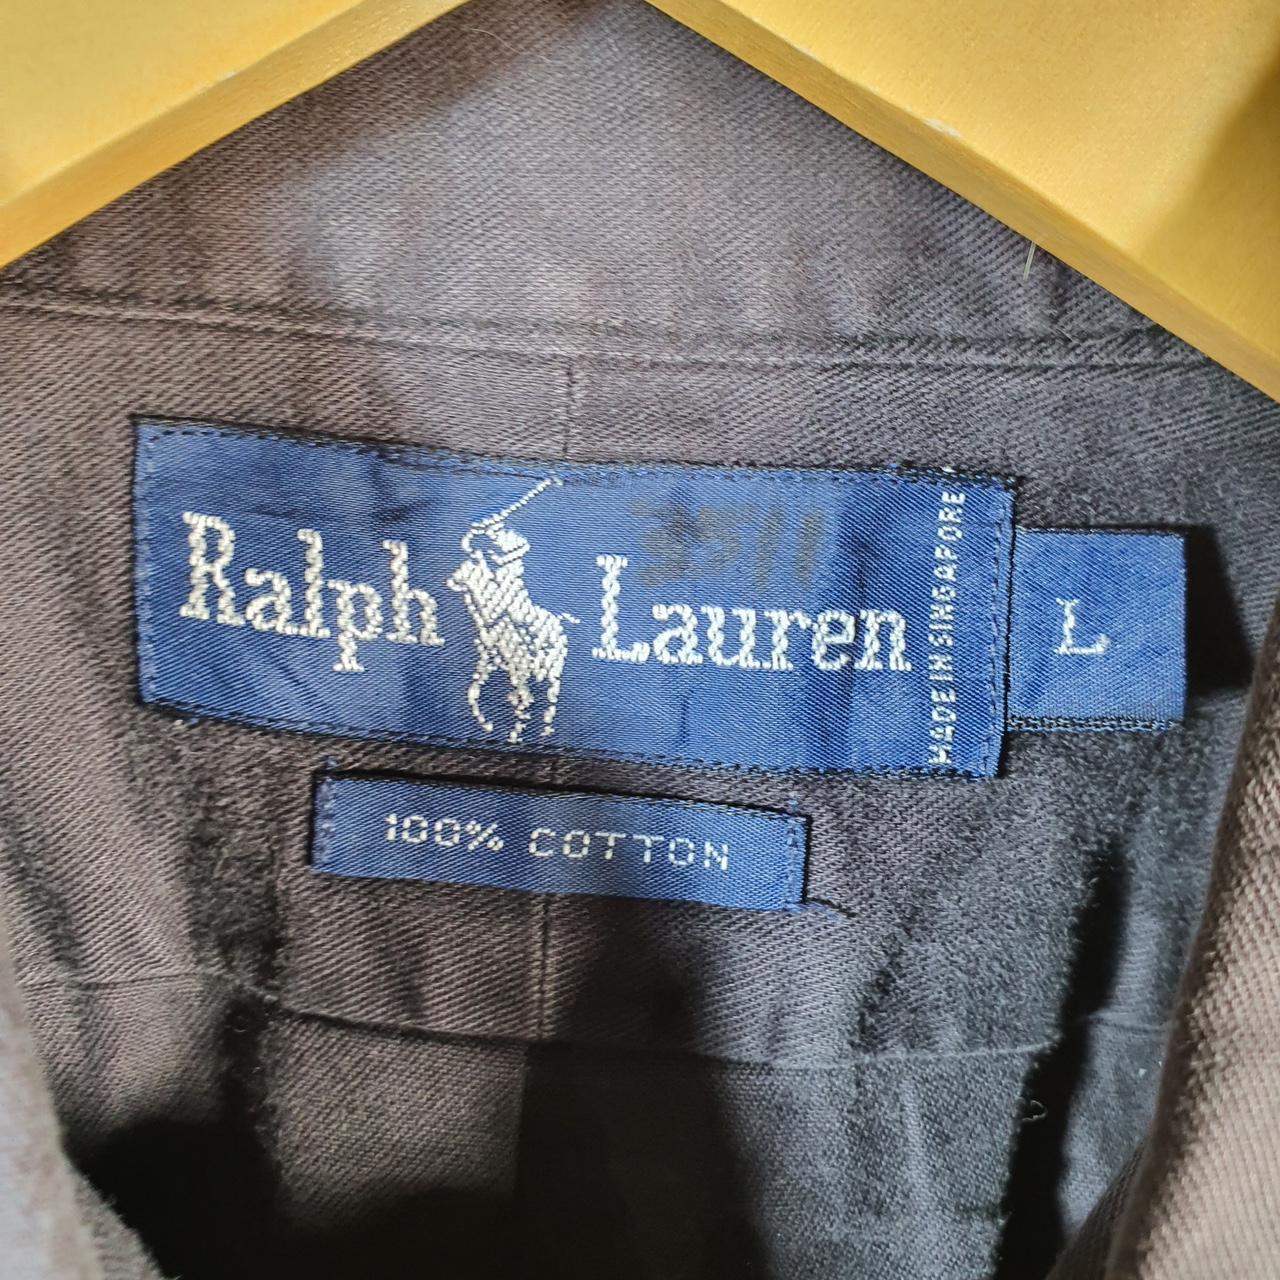 Ralph Lauren
MADE IN SINGAPORE
L
100% COTTON